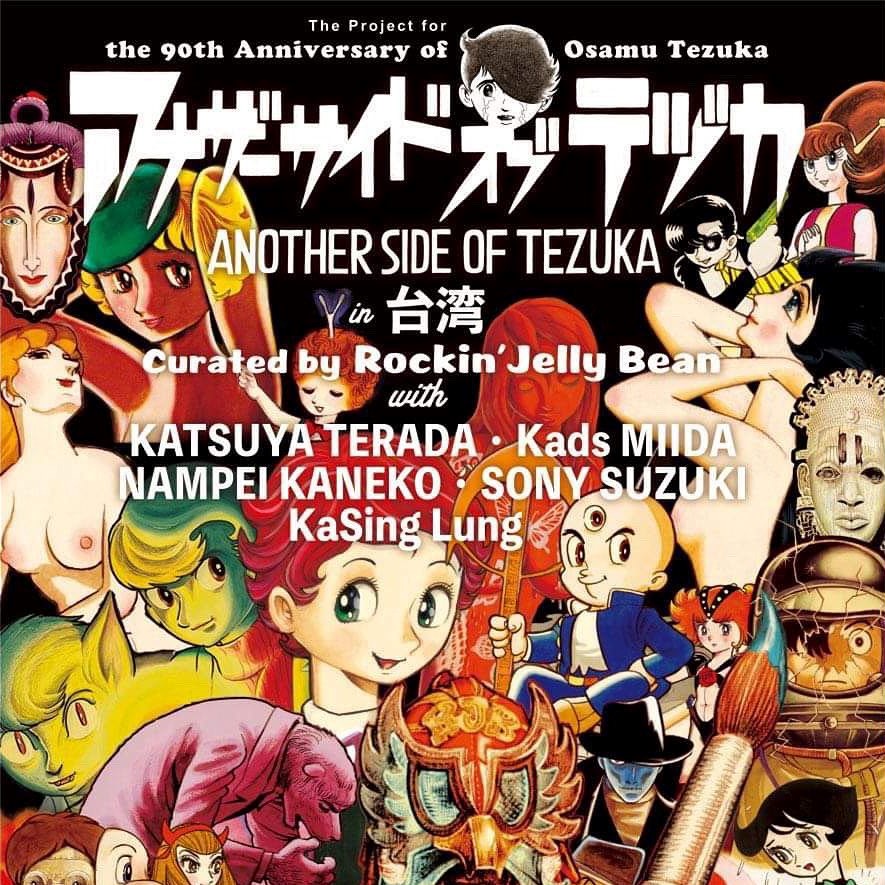 The Project for
the 90th Anniversary of Osamu Tezuka
アナザーサイドオブテヅカ
ANOTHER SIDE OF TEZUKA
in 台湾
Curated by Rockin'Jelly Bean
with
KATSUYA TERADA・Kads MIIDA
NAMPEI KANEKO・SONY SUZUKI
KaSing Lung
RJB